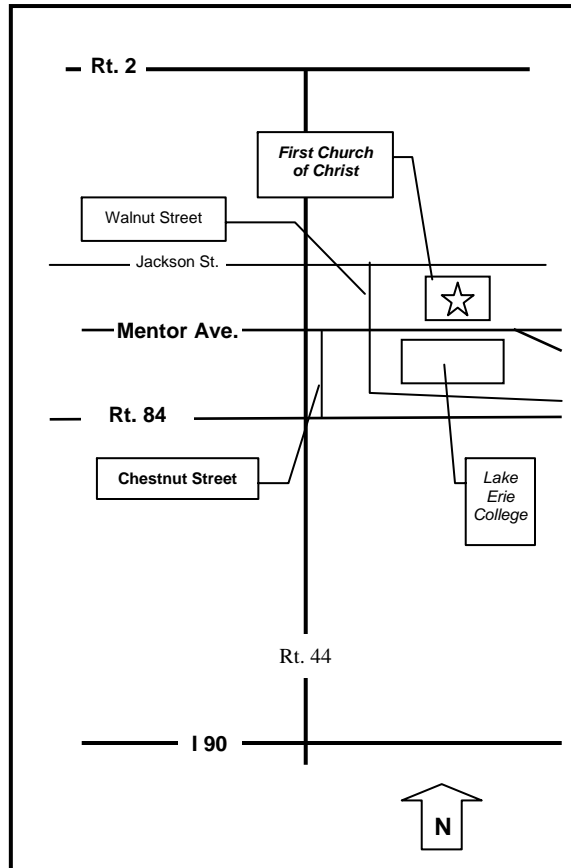 Rt. 2
First Church
of Christ
Walnut Street
Jackson St.
Mentor Ave.
Rt. 84
Chestnut Street
Lake
Erie
College
Rt. 44
I 90
N